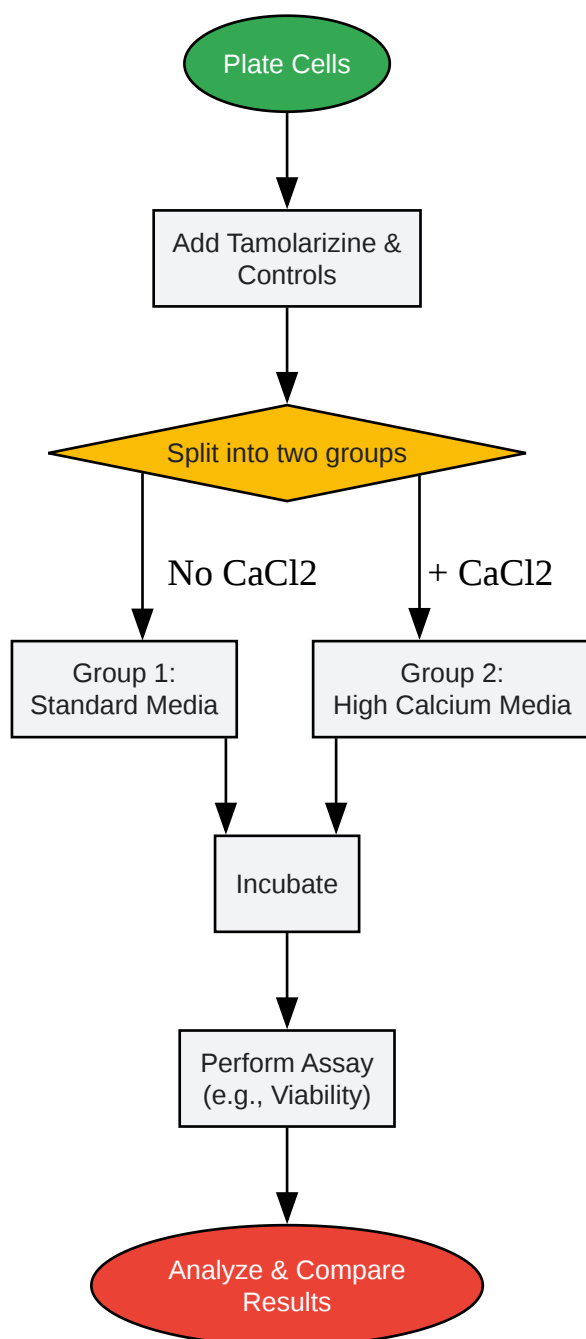 Plate Cells
Add Tamolarizine &
Controls
Split into two groups
No CaCl2
+ CaCl2
Group 1:
Standard Media
Group 2:
High Calcium Media
Incubate
Perform Assay
(e.g., Viability)
Analyze & Compare
Results